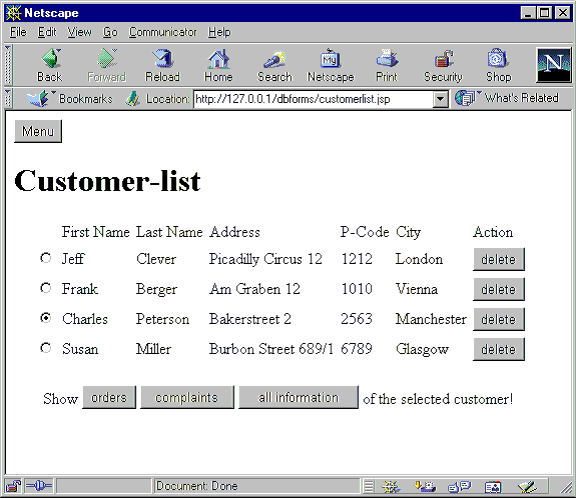 Netscape
File Edit View Go Communicator Help
Back Forward Reload Home Search Netscape Print Security Shop
My
N
Bookmarks Location: http://127.0.0.1/dbforms/customerlist.jsp What's Related
Menu
Customer-list
First Name Last Name Address P-Code City Action
Jeff Clever Picadilly Circus 12 1212 London delete
Frank Berger Am Graben 12 1010 Vienna delete
Charles Peterson Bakerstreet 2 2563 Manchester delete
Susan Miller Burbon Street 689/1 6789 Glasgow delete
Show orders complaints all information of the selected customer!
Document: Done